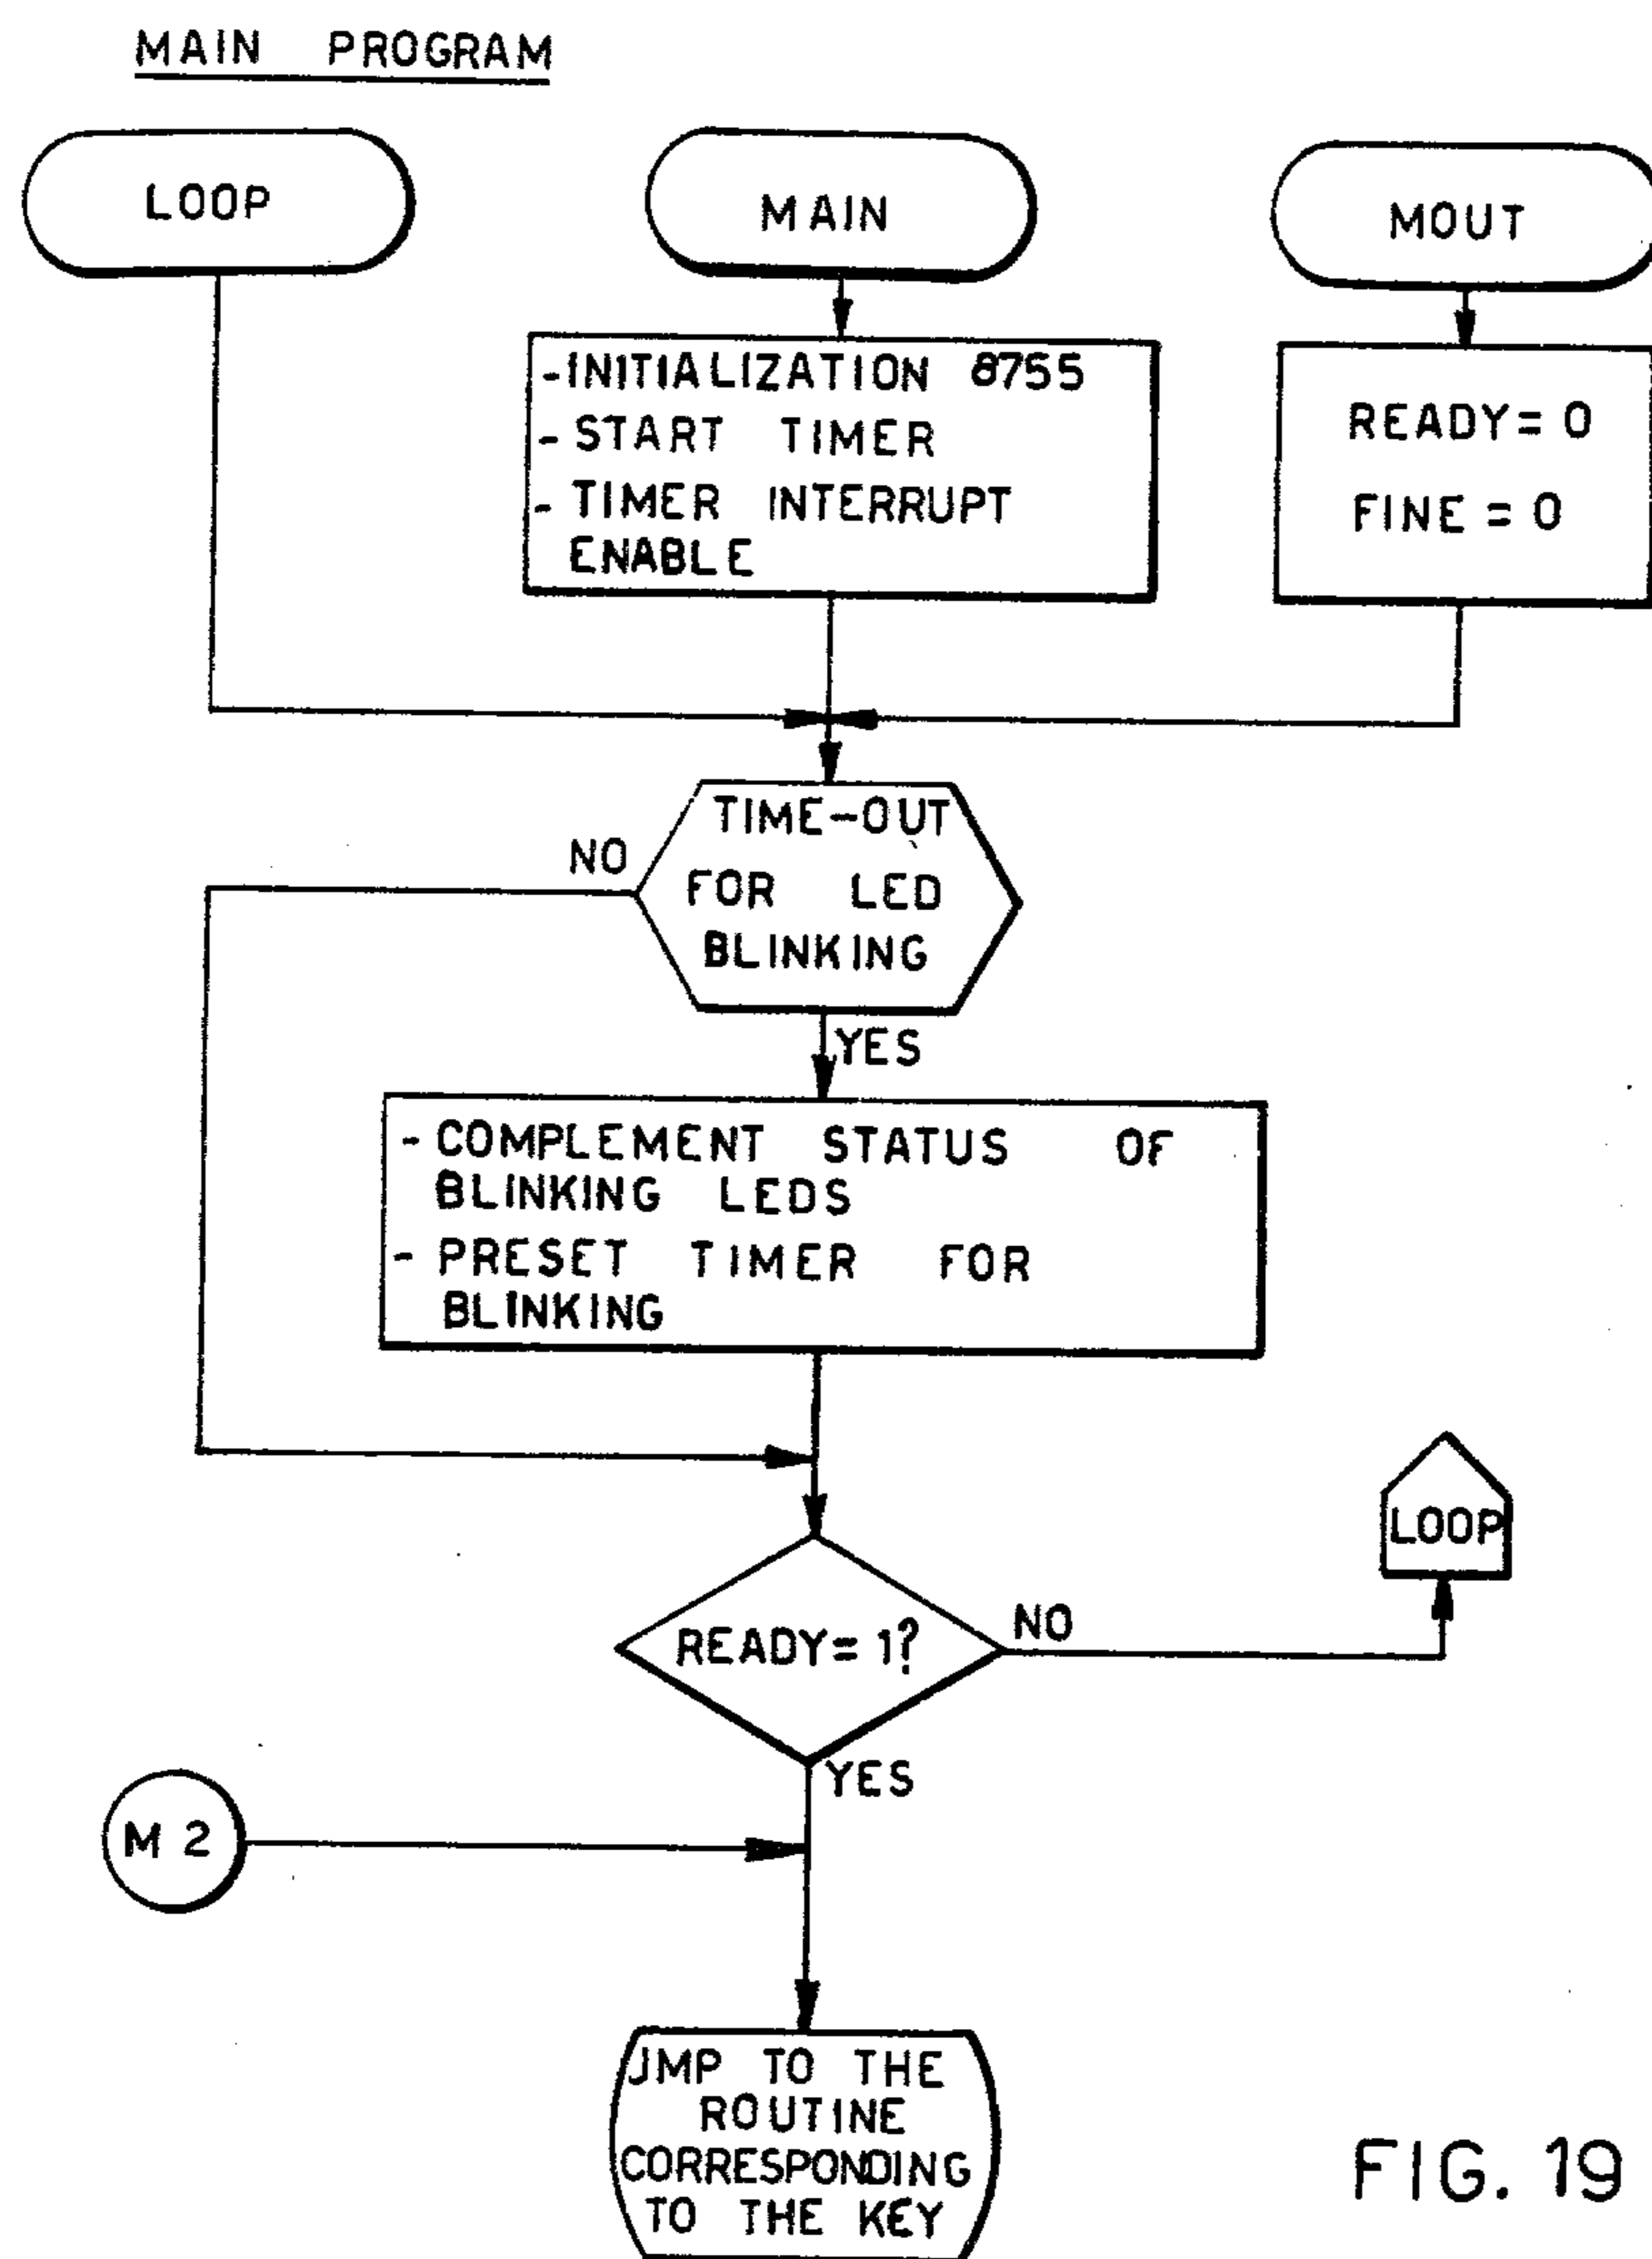 MAIN PROGRAM
LOOP
MAIN
MOUT
-INITIALIZATION 8755
- START TIMER
- TIMER INTERRUPT
ENABLE
READY= 0
FINE = 0
TIME-OUT
FOR LED
BLINKING
NO
YES
- COMPLEMENT STATUS OF
BLINKING LEDS
- PRESET TIMER FOR
BLINKING
LOOP
READY= 1?
NO
YES
M 2
JMP TO THE
ROUTINE
CORRESPONDING
TO THE KEY
FIG. 19